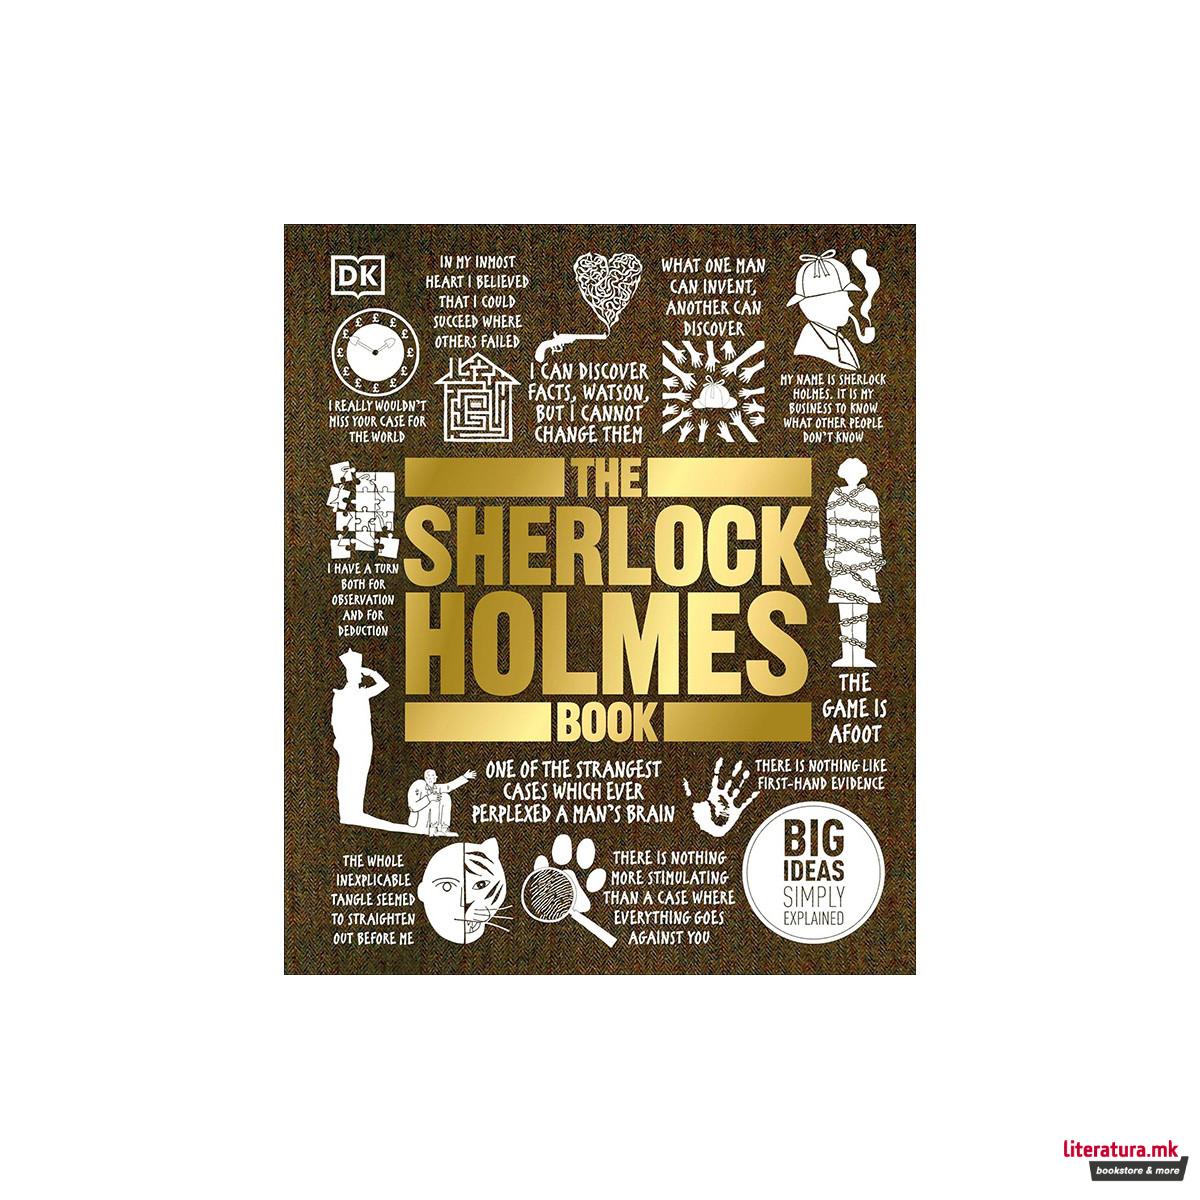 DK
IN MY INMOST
HEART I BELIEVED
THAT I COULD
SUCCEED WHERE
OTHERS FAILED
WHAT ONE MAN
CAN INVENT,
ANOTHER CAN
DISCOVER
I REALLY WOULDN'T
MISS YOUR CASE FOR
THE WORLD
I CAN DISCOVER
FACTS, WATSON,
BUT I CANNOT
CHANGE THEM
MY NAME IS SHERLOCK
HOLMES. IT IS MY
BUSINESS TO KNOW
WHAT OTHER PEOPLE
DON'T KNOW
THE
SHERLOCK
HOLMES
BOOK
I HAVE A TURN
BOTH FOR
OBSERVATION
AND FOR
DEDUCTION
THE
GAME IS
AFOOT
ONE OF THE STRANGEST
CASES WHICH EVER
PERPLEXED A MAN'S BRAIN
THERE IS NOTHING LIKE
FIRST-HAND EVIDENCE
THE WHOLE
INEXPLICABLE
TANGLE SEEMED
TO STRAIGHTEN
OUT BEFORE ME
THERE IS NOTHING
MORE STIMULATING
THAN A CASE WHERE
EVERYTHING GOES
AGAINST YOU
BIG
IDEAS
SIMPLY
EXPLAINED
literatura.mk
bookstore & more